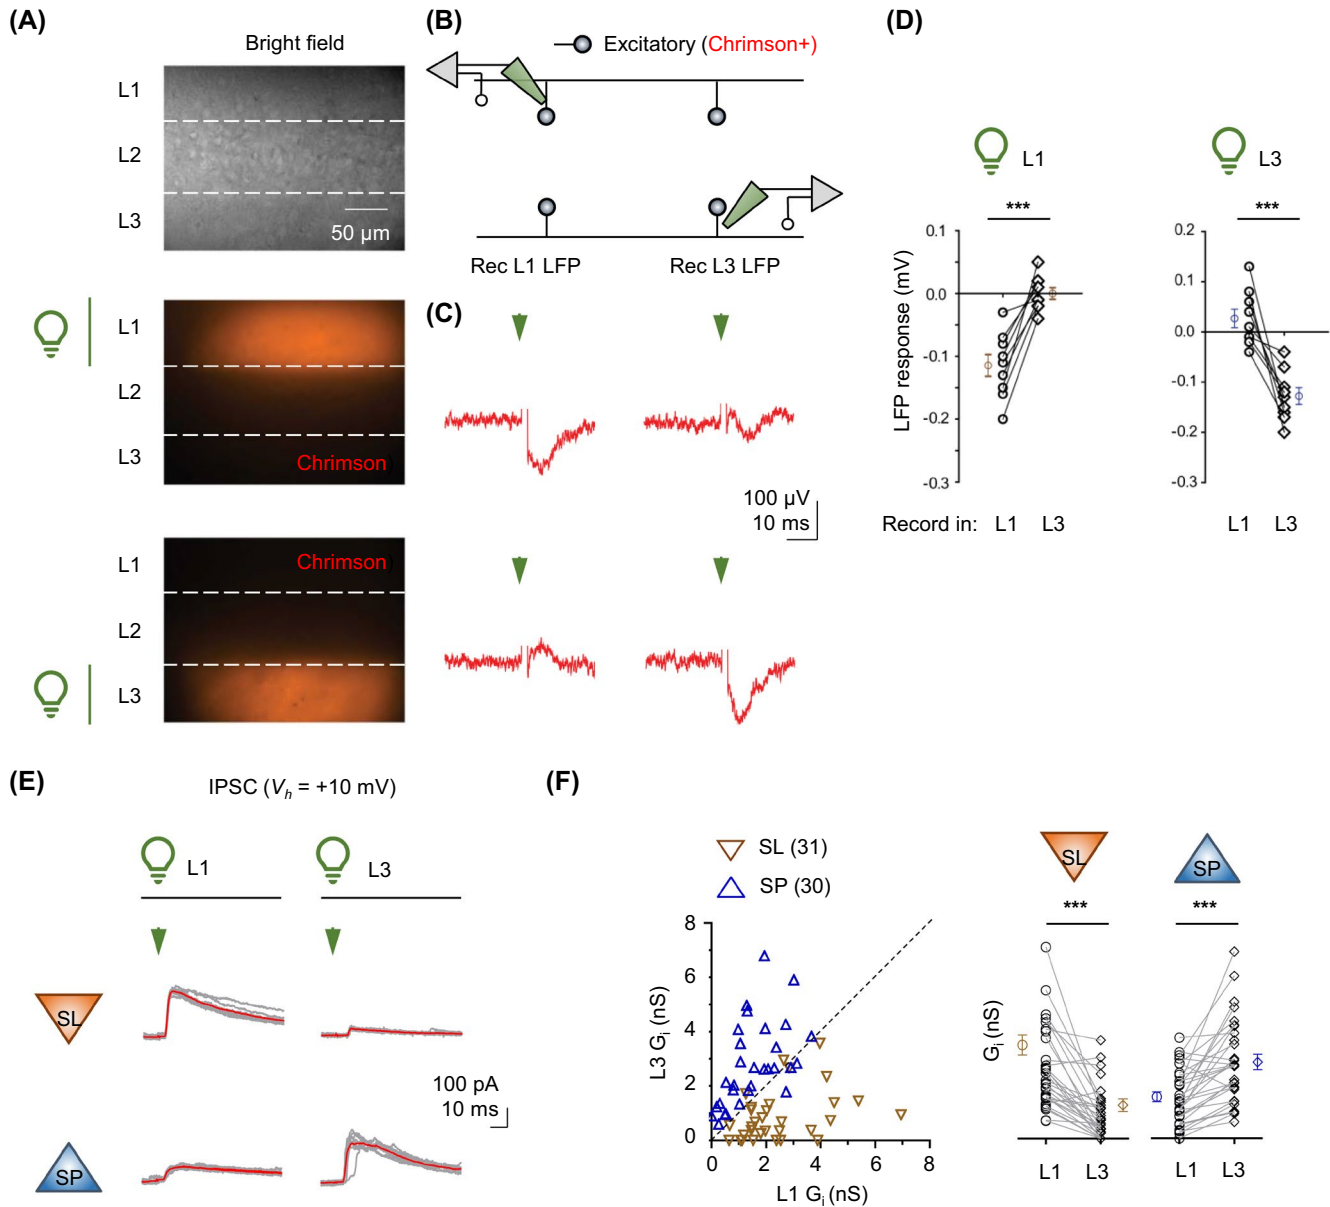 (A)
Bright field
L1
L2
L3
50 µm
L1
L2
L3
Chrimson
L1
Chrimson
L2
L3
(B)
Excitatory (Chrimson+)
Rec L1 LFP
Rec L3 LFP
(C)
100 µV
10 ms
(D)
L1
L3
***
***
LFP response (mV)
0.1
0.0
-0.1
-0.2
-0.3
0.2
0.1
0.0
-0.1
-0.2
-0.3
Record in: L1 L3
L1 L3
(E)
IPSC (Vh = +10 mV)
L1
L3
SL
100 pA
10 ms
SP
(F)
SL (31)
SP (30)
L3 Gi (nS)
8
6
4
2
0
0 2 4 6 8
L1 Gi (nS)
SL
SP
***
***
Gi (nS)
L1 L3
L1 L3